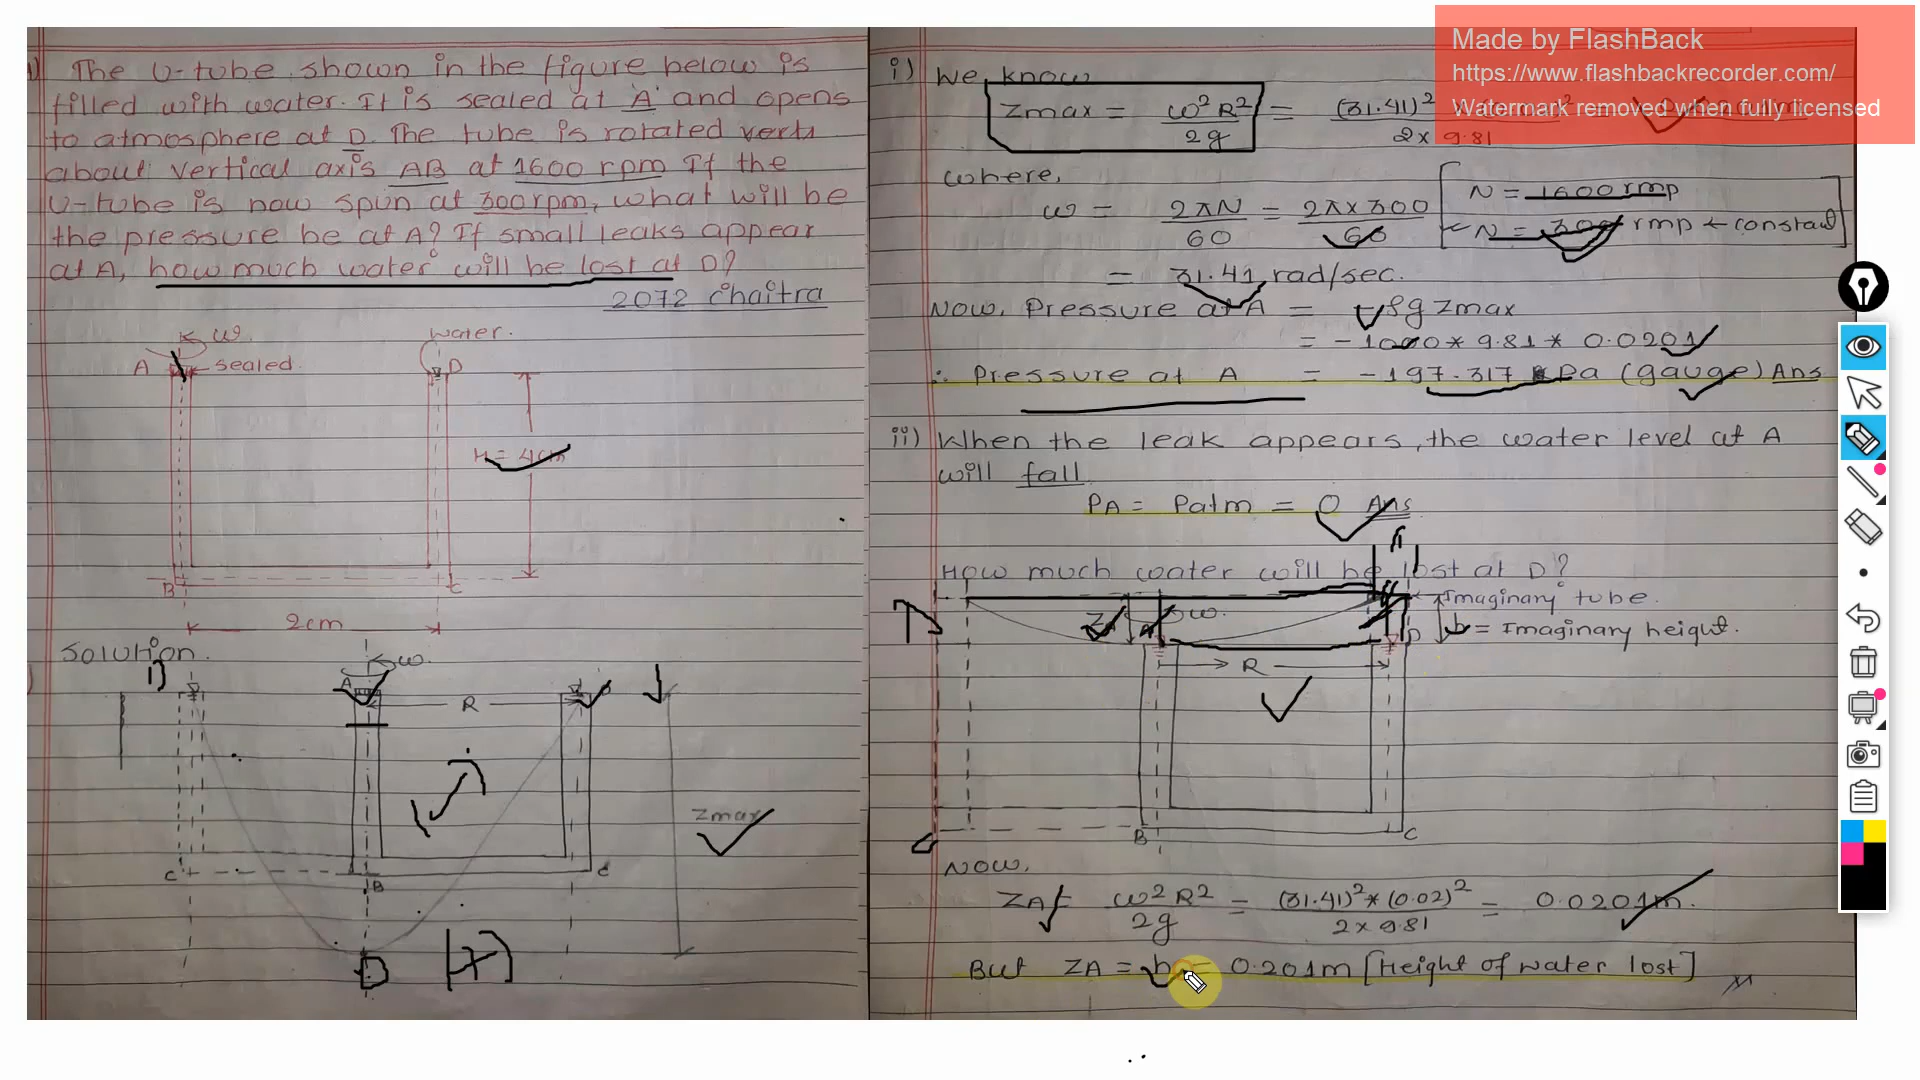 The U-tube shown in the figure below is
filled with water. It is sealed at A and opens
to atmosphere at D. The tube is rotated verti
about vertical axis AB at 1600 rpm If the
U-tube is now spun at 300rpm, what will be
the pressure be at A? If small leaks appear
at A, how much water will be lost at D?
2072 Chaitra
ω
water.
A
sealed
D
H = 4cm
B
C
2cm
Solution.
ω.
A
R
D
Zmax
C'
B
C
i) We know
Zmax = ω²R²/2g = (31.41)²
2 x 9.81
where,
ω = 2πN/60 = 2π x 300/60
N = 1600 rmp
N = 300 rmp ← constant
= 31.41 rad/sec.
Now, Pressure at A = -ρg Zmax
= -1000 * 9.81 * 0.0201
∴ Pressure at A = -197.317 Pa (gauge) Ans
ii) When the leak appears, the water level at A
will fall
PA = Patm = 0 Ans
How much water will be lost at D?
Imaginary tube.
ZA
ω.
D
h = Imaginary height.
R
B
C
Now,
ZA = ω²R²/2g = (31.41)² * (0.02)²/2 x 9.81 = 0.0201m.
But ZA = h = 0.201m [Height of water lost]
Made by FlashBack
https://www.flashbackrecorder.com/
Watermark removed when fully licensed